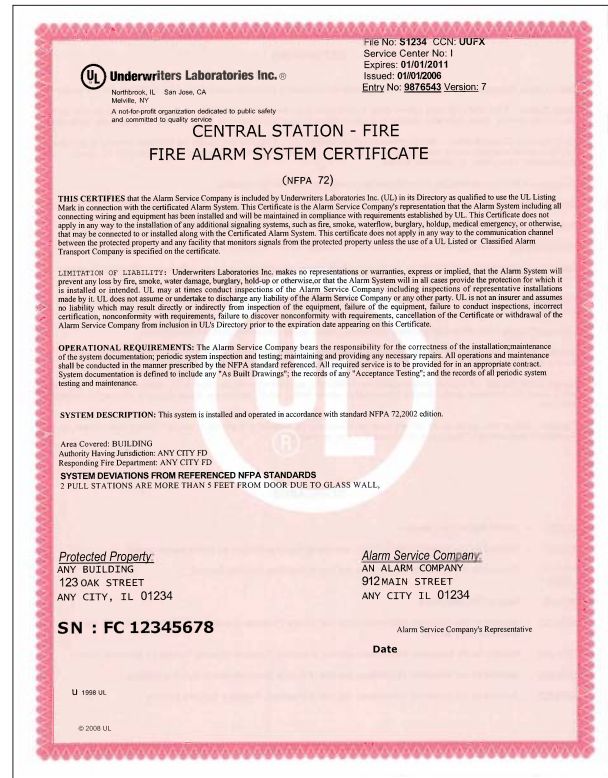 File No: S1234 CCN: UUFX
Service Center No: I
Expires: 01/01/2011
Issued: 01/01/2006
Entry No: 9876543 Version: 7
UL Underwriters Laboratories Inc. ®
Northbrook, IL San Jose, CA
Melville, NY
A not-for-profit organization dedicated to public safety
and committed to quality service
CENTRAL STATION - FIRE
FIRE ALARM SYSTEM CERTIFICATE
(NFPA 72)
THIS CERTIFIES that the Alarm Service Company is included by Underwriters Laboratories Inc. (UL) in its Directory as qualified to use the UL Listing
Mark in connection with the certificated Alarm System. This Certificate is the Alarm Service Company's representation that the Alarm System including all
connecting wiring and equipment has been installed and will be maintained in compliance with requirements established by UL. This Certificate does not
apply in any way to the installation of any additional signaling systems, such as fire, smoke, waterflow, burglary, holdup, medical emergency, or otherwise,
that may be connected to or installed along with the Certificated Alarm System. This certificate does not apply in any way to the communication channel
between the protected property and any facility that monitors signals from the protected property unless the use of a UL Listed or Classified Alarm
Transport Company is specified on the certificate.
LIMITATION OF LIABILITY: Underwriters Laboratories Inc. makes no representations or warranties, express or implied, that the Alarm System will
prevent any loss by fire, smoke, water damage, burglary, hold-up or otherwise,or that the Alarm System will in all cases provide the protection for which it
is installed or intended. UL may at times conduct inspections of the Alarm Service Company including inspections of representative installations
made by it. UL does not assume or undertake to discharge any liability of the Alarm Service Company or any other party. UL is not an insurer and assumes
no liability which may result directly or indirectly from inspection of the equipment, failure of the equipment, failure to conduct inspections, incorrect
certification, nonconformity with requirements, failure to discover nonconformity with requirements, cancellation of the Certificate or withdrawal of the
Alarm Service Company from inclusion in UL's Directory prior to the expiration date appearing on this Certificate.
OPERATIONAL REQUIREMENTS: The Alarm Service Company bears the responsibility for the correctness of the installation;maintenance
of the system documentation; periodic system inspection and testing; maintaining and providing any necessary repairs. All operations and maintenance
shall be conducted in the manner prescribed by the NFPA standard referenced. All required service is to be provided for in an appropriate contract.
System documentation is defined to include any "As Built Drawings"; the records of any "Acceptance Testing"; and the records of all periodic system
testing and maintenance.
SYSTEM DESCRIPTION: This system is installed and operated in accordance with standard NFPA 72,2002 edition.
Area Covered: BUILDING
Authority Having Jurisdiction: ANY CITY FD
Responding Fire Department: ANY CITY FD
SYSTEM DEVIATIONS FROM REFERENCED NFPA STANDARDS
2 PULL STATIONS ARE MORE THAN 5 FEET FROM DOOR DUE TO GLASS WALL,
UL ®
Protected Property:
ANY BUILDING
123 OAK STREET
ANY CITY, IL 01234
Alarm Service Company:
AN ALARM COMPANY
912 MAIN STREET
ANY CITY IL 01234
SN : FC 12345678
Alarm Service Company's Representative
Date
U 1998 UL
© 2008 UL